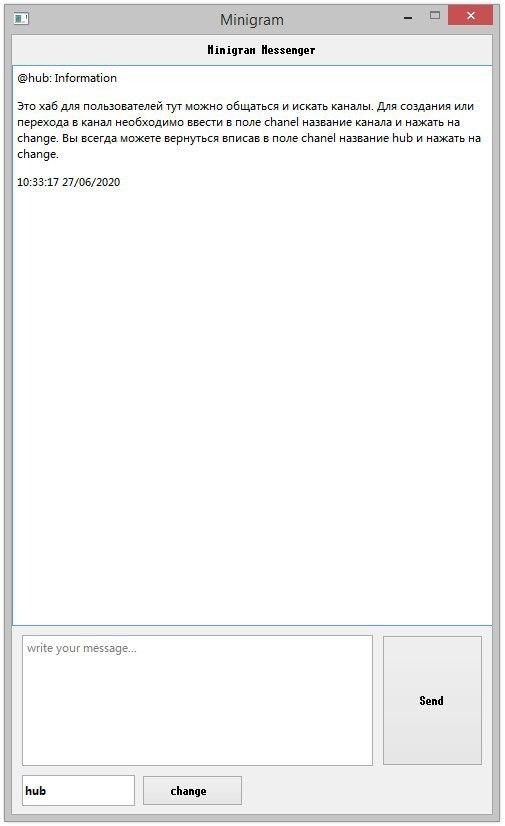 Minigram
Minigram Messenger
@hub: Information
Это хаб для пользователей тут можно общаться и искать каналы. Для создания или
перехода в канал необходимо ввести в поле chanel название канала и нажать на
change. Вы всегда можете вернуться вписав в поле chanel название hub и нажать на
change.
10:33:17 27/06/2020
write your message...
Send
hub
change